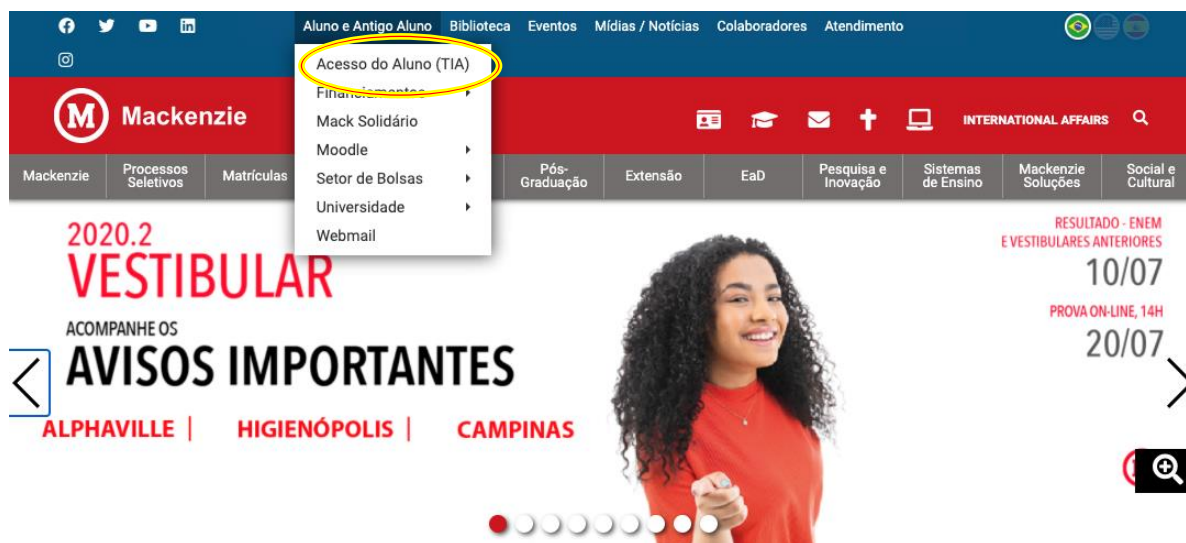 Aluno e Antigo Aluno Biblioteca Eventos Mídias / Notícias Colaboradores Atendimento
Acesso do Aluno (TIA)
Financiamentos
Mack Solidário
Moodle
Setor de Bolsas
Universidade
Webmail
M Mackenzie
INTERNATIONAL AFFAIRS
Mackenzie
Processos
Seletivos
Matrículas
Pós-
Graduação
Extensão
EaD
Pesquisa e
Inovação
Sistemas
de Ensino
Mackenzie
Soluções
Social e
Cultural
2020.2
VESTIBULAR
ACOMPANHE OS
AVISOS IMPORTANTES
ALPHAVILLE | HIGIENÓPOLIS | CAMPINAS
RESULTADO - ENEM
E VESTIBULARES ANTERIORES
10/07
PROVA ON-LINE, 14H
20/07